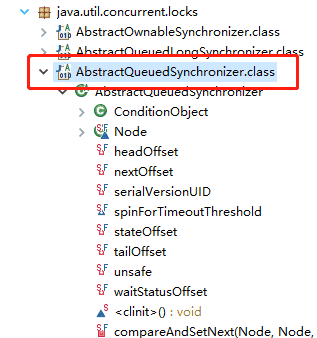 java.util.concurrent.locks
AbstractOwnableSynchronizer.class
AbstractQueuedLongSynchronizer.class
AbstractQueuedSynchronizer.class
AbstractQueuedSynchronizer
ConditionObject
Node
headOffset
nextOffset
serialVersionUID
spinForTimeoutThreshold
stateOffset
tailOffset
unsafe
waitStatusOffset
<clinit>() : void
compareAndSetNext(Node, Node,